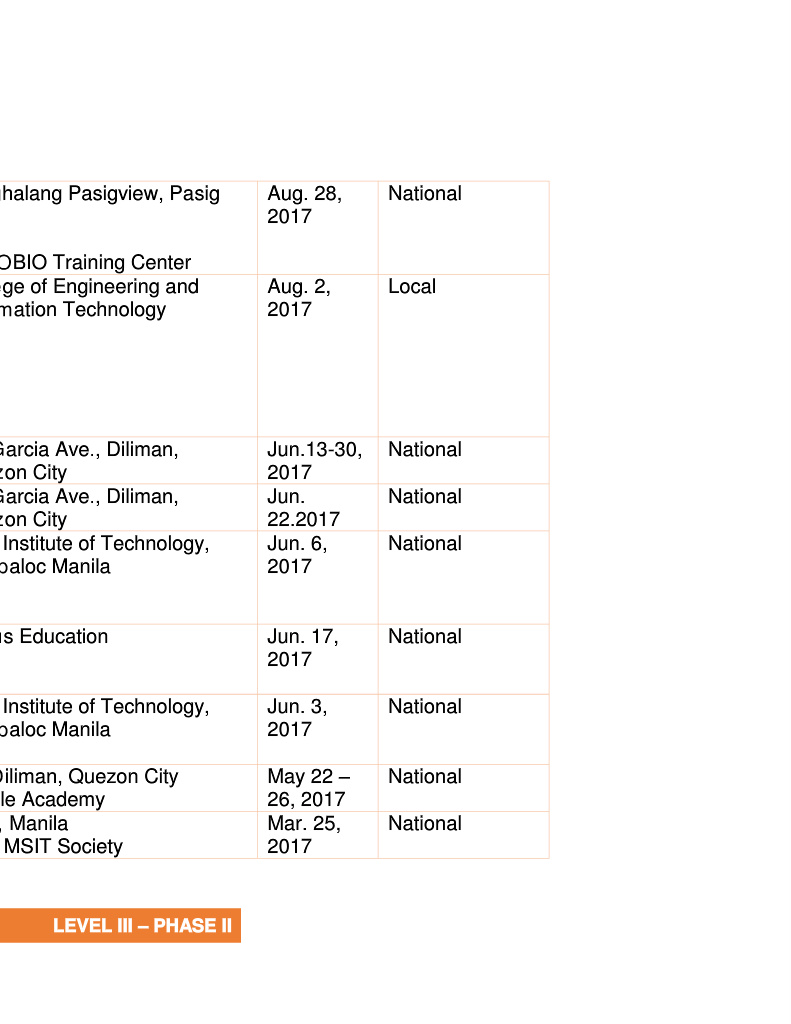 ghalang Pasigview, Pasig Aug. 28, National
2017
OBIO Training Center
ege of Engineering and Aug. 2, Local
mation Technology 2017
Garcia Ave., Diliman, Jun.13-30, National
zon City 2017
Garcia Ave., Diliman, Jun. National
zon City 22.2017
Institute of Technology, Jun. 6, National
paloc Manila 2017
us Education Jun. 17, National
2017
Institute of Technology, Jun. 3, National
paloc Manila 2017
Diliman, Quezon City May 22 – National
le Academy 26, 2017
, Manila Mar. 25, National
MSIT Society 2017
LEVEL III – PHASE II